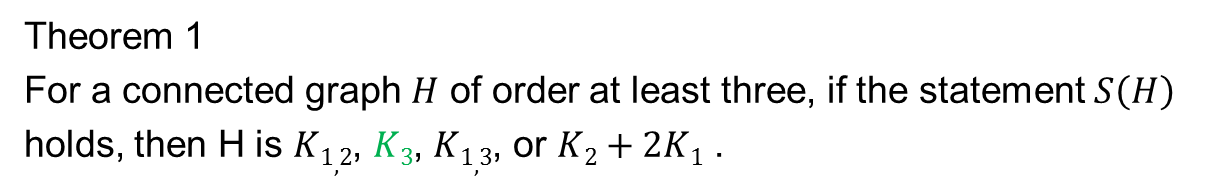 Theorem 1
For a connected graph H of order at least three, if the statement S(H)
holds, then H is K₁,₂, K₃, K₁,₃, or K₂ + 2K₁ .